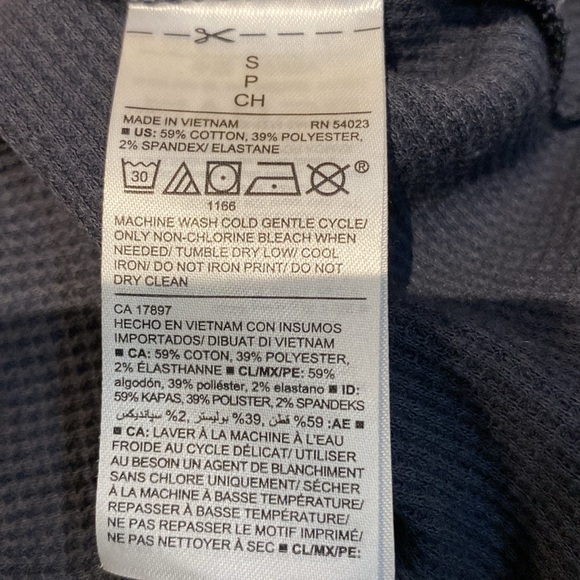 S
P
CH
MADE IN VIETNAM RN 54023
■ US: 59% COTTON, 39% POLYESTER,
2% SPANDEX/ ELASTANE
30 ®
1166
MACHINE WASH COLD GENTLE CYCLE/
ONLY NON-CHLORINE BLEACH WHEN
NEEDED/ TUMBLE DRY LOW/ COOL
IRON/ DO NOT IRON PRINT/ DO NOT
DRY CLEAN
CA 17897
HECHO EN VIETNAM CON INSUMOS
IMPORTADOS/ DIBUAT DI VIETNAM
■ CA: 59% COTON, 39% POLYESTER,
2% ÉLASTHANNE ■ CL/MX/PE: 59%
algodón, 39% poliéster, 2% elastano ■ ID:
59% KAPAS, 39% POLISTER, 2% SPANDEKS
■ AE: 59% قطن, 39% بوليستر, 2% سباندیکس
■ CA: LAVER À LA MACHINE À L'EAU
FROIDE AU CYCLE DÉLICAT/ UTILISER
AU BESOIN UN AGENT DE BLANCHIMENT
SANS CHLORE UNIQUEMENT/ SÉCHER
À LA MACHINE À BASSE TEMPÉRATURE/
REPASSER À BASSE TEMPÉRATURE/
NE PAS REPASSER LE MOTIF IMPRIMÉ/
NE PAS NETTOYER À SEC ■ CL/MX/PE: